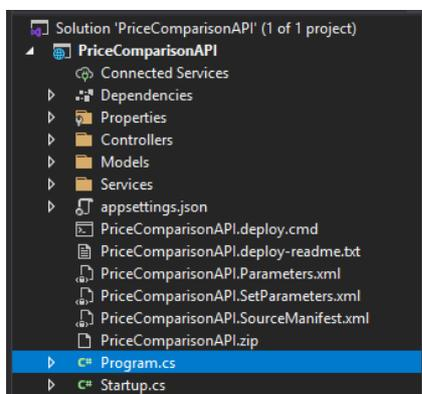 Solution 'PriceComparisonAPI' (1 of 1 project)
PriceComparisonAPI
Connected Services
Dependencies
Properties
Controllers
Models
Services
appsettings.json
PriceComparisonAPI.deploy.cmd
PriceComparisonAPI.deploy-readme.txt
PriceComparisonAPI.Parameters.xml
PriceComparisonAPI.SetParameters.xml
PriceComparisonAPI.SourceManifest.xml
PriceComparisonAPI.zip
C# Program.cs
C# Startup.cs